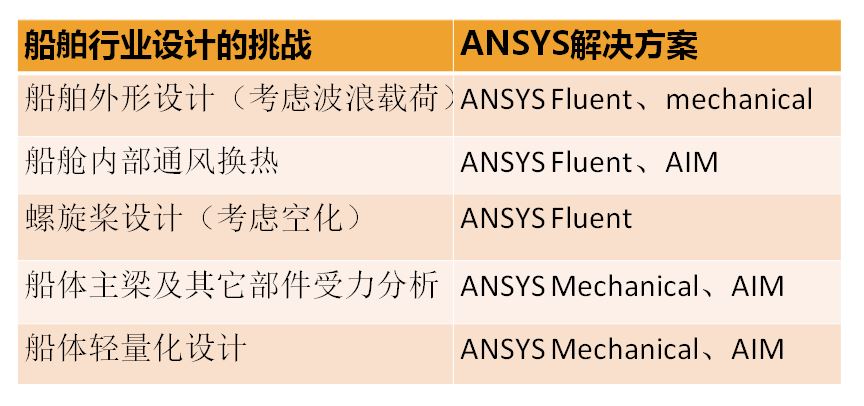 船舶行业设计的挑战 ANSYS解决方案
船舶外形设计（考虑波浪载荷） ANSYS Fluent、mechanical
船舱内部通风换热 ANSYS Fluent、AIM
螺旋桨设计（考虑空化） ANSYS Fluent
船体主梁及其它部件受力分析 ANSYS Mechanical、AIM
船体轻量化设计 ANSYS Mechanical、AIM